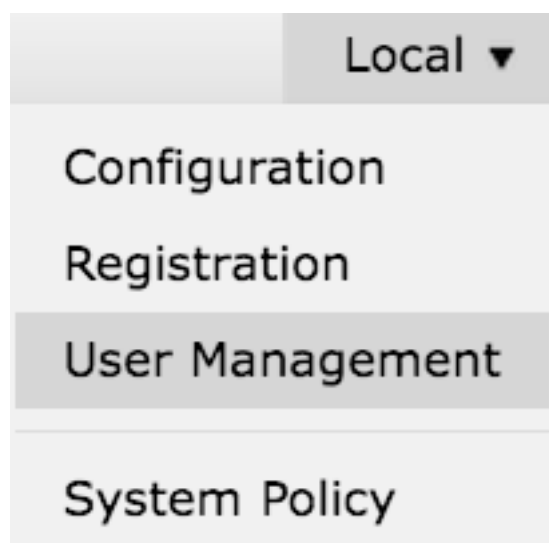 Local ▼
Configuration
Registration
User Management
System Policy